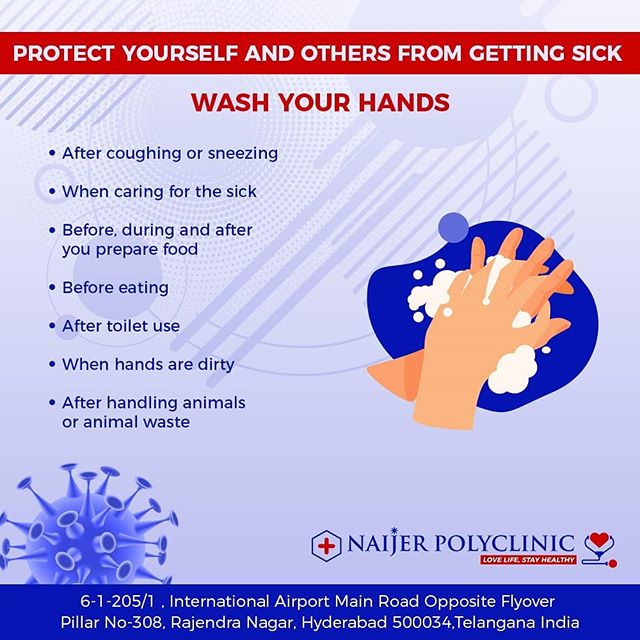 PROTECT YOURSELF AND OTHERS FROM GETTING SICK
WASH YOUR HANDS
• After coughing or sneezing
• When caring for the sick
• Before, during and after
you prepare food
• Before eating
• After toilet use
• When hands are dirty
• After handling animals
or animal waste
NAIJER POLYCLINIC
LOVE LIFE, STAY HEALTHY
6-1-205/1 , International Airport Main Road Opposite Flyover
Pillar No-308, Rajendra Nagar, Hyderabad 500034,Telangana India